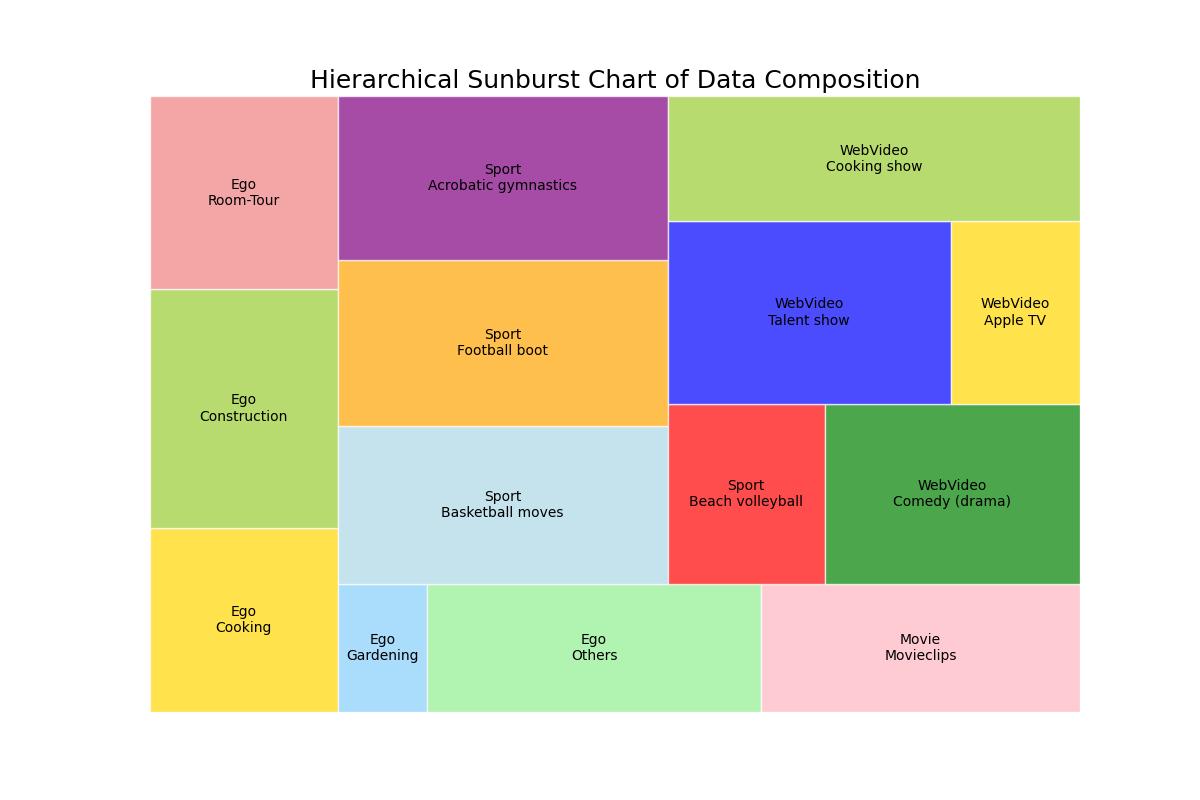 Hierarchical Sunburst Chart of Data Composition
Ego
Room-Tour
Sport
Acrobatic gymnastics
WebVideo
Cooking show
Sport
Football boot
WebVideo
Talent show
WebVideo
Apple TV
Ego
Construction
Sport
Basketball moves
Sport
Beach volleyball
WebVideo
Comedy (drama)
Ego
Cooking
Ego
Gardening
Ego
Others
Movie
Movieclips